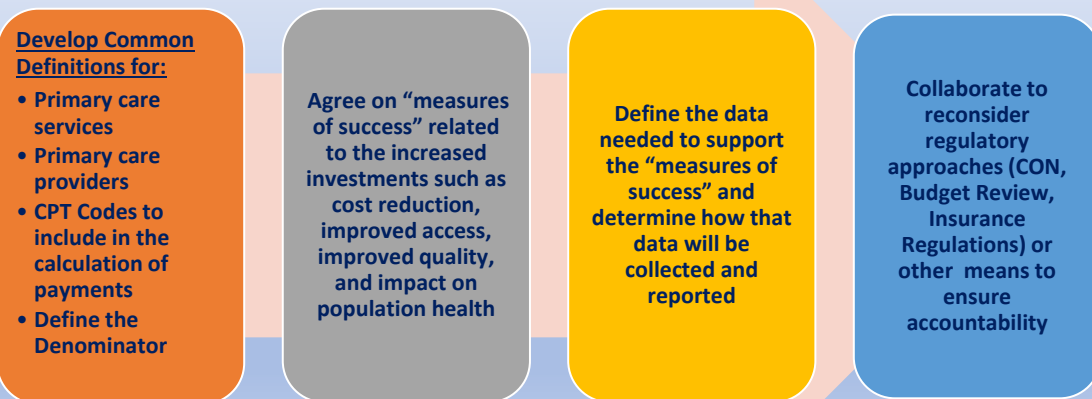 Develop Common
Definitions for:
• Primary care
services
• Primary care
providers
• CPT Codes to
include in the
calculation of
payments
• Define the
Denominator
Agree on “measures
of success” related
to the increased
investments such as
cost reduction,
improved access,
improved quality,
and impact on
population health
Define the data
needed to support
the “measures of
success” and
determine how that
data will be
collected and
reported
Collaborate to
reconsider
regulatory
approaches (CON,
Budget Review,
Insurance
Regulations) or
other means to
ensure
accountability